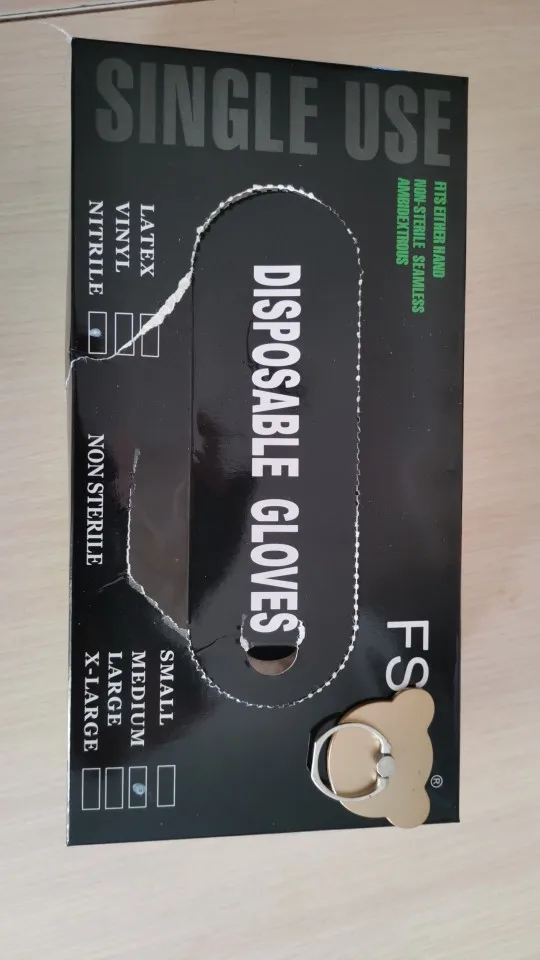 SINGLE USE
FITS EITHER HAND
NON-STERILE SEAMLESS
AMBIDEXTROUS
FS
®
DISPOSABLE GLOVES
LATEX
VINYL
NITRILE
NON STERILE
SMALL
MEDIUM
LARGE
X-LARGE